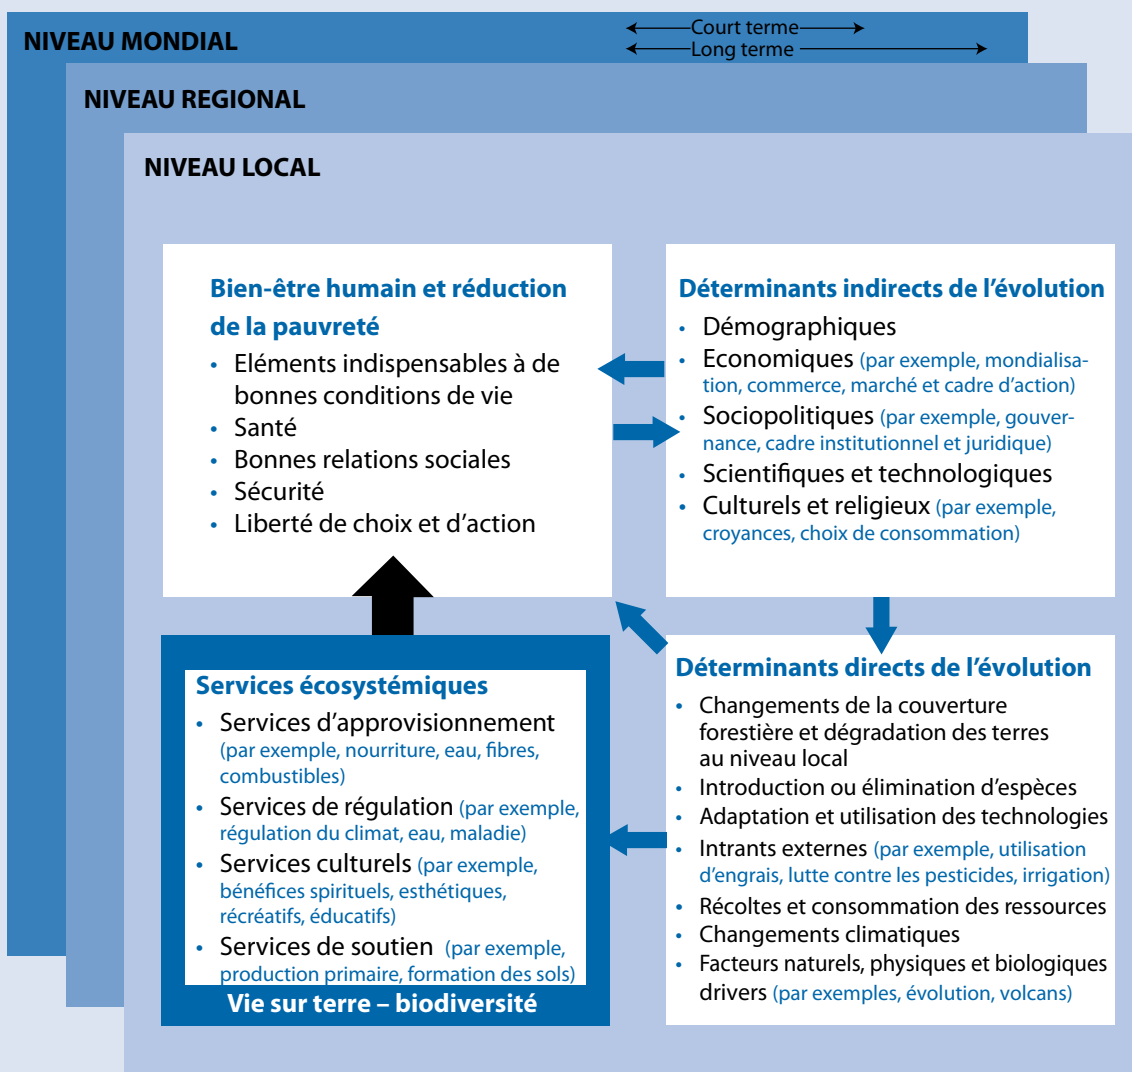 NIVEAU MONDIAL
Court terme
Long terme
NIVEAU REGIONAL
NIVEAU LOCAL
Bien-être humain et réduction
de la pauvreté
• Eléments indispensables à de
bonnes conditions de vie
• Santé
• Bonnes relations sociales
• Sécurité
• Liberté de choix et d’action
Déterminants indirects de l’évolution
• Démographiques
• Economiques (par exemple, mondialisa-
tion, commerce, marché et cadre d’action)
• Sociopolitiques (par exemple, gouver-
nance, cadre institutionnel et juridique)
• Scientifiques et technologiques
• Culturels et religieux (par exemple,
croyances, choix de consommation)
Services écosystémiques
• Services d’approvisionnement
(par exemple, nourriture, eau, fibres,
combustibles)
• Services de régulation (par exemple,
régulation du climat, eau, maladie)
• Services culturels (par exemple,
bénéfices spirituels, esthétiques,
récréatifs, éducatifs)
• Services de soutien (par exemple,
production primaire, formation des sols)
Vie sur terre – biodiversité
Déterminants directs de l’évolution
• Changements de la couverture
forestière et dégradation des terres
au niveau local
• Introduction ou élimination d’espèces
• Adaptation et utilisation des technologies
• Intrants externes (par exemple, utilisation
d’engrais, lutte contre les pesticides, irrigation)
• Récoltes et consommation des ressources
• Changements climatiques
• Facteurs naturels, physiques et biologiques
drivers (par exemples, évolution, volcans)